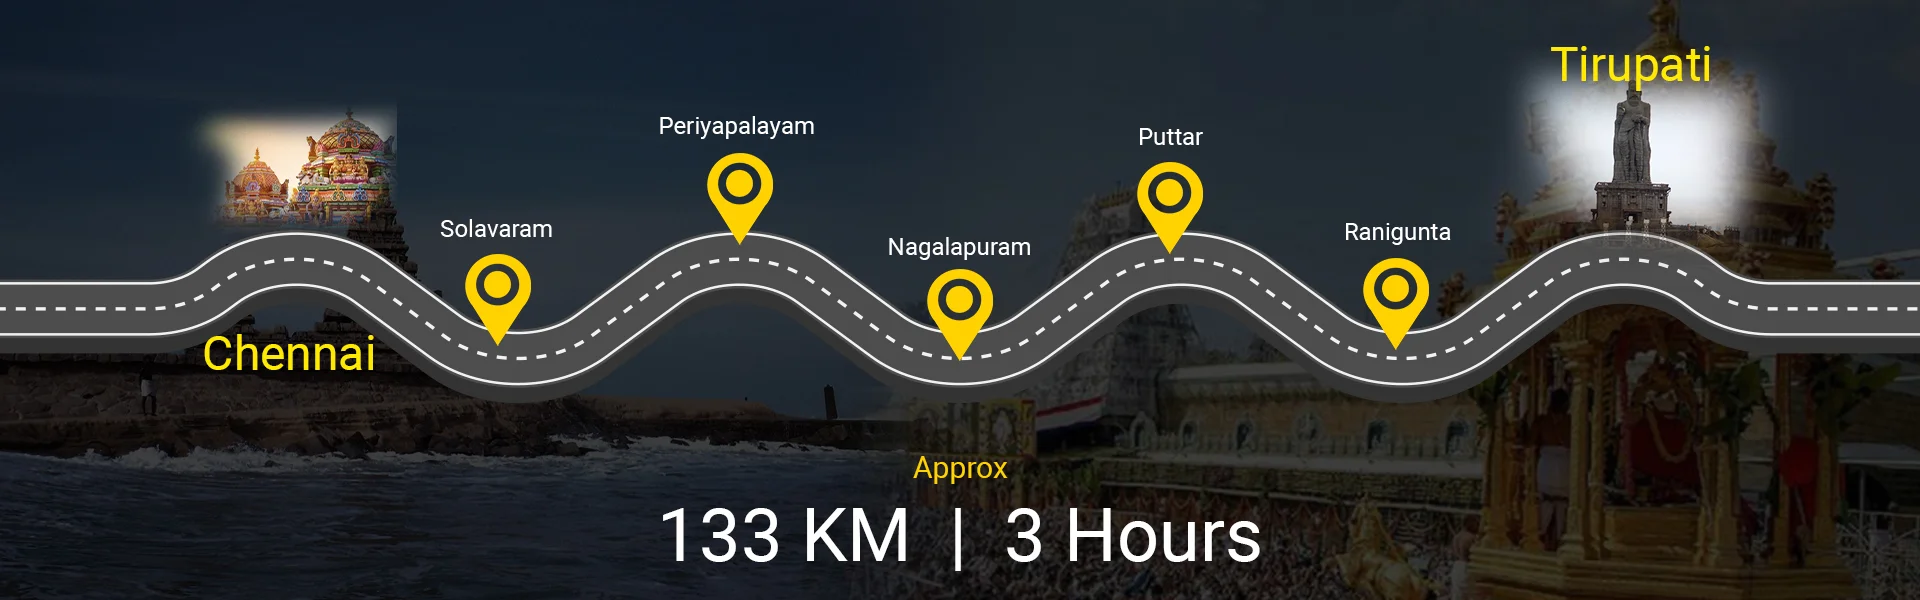 Tirupati
Periyapalayam
Puttar
Solavaram
Ranigunta
Nagalapuram
Chennai
Approx
133 KM | 3 Hours